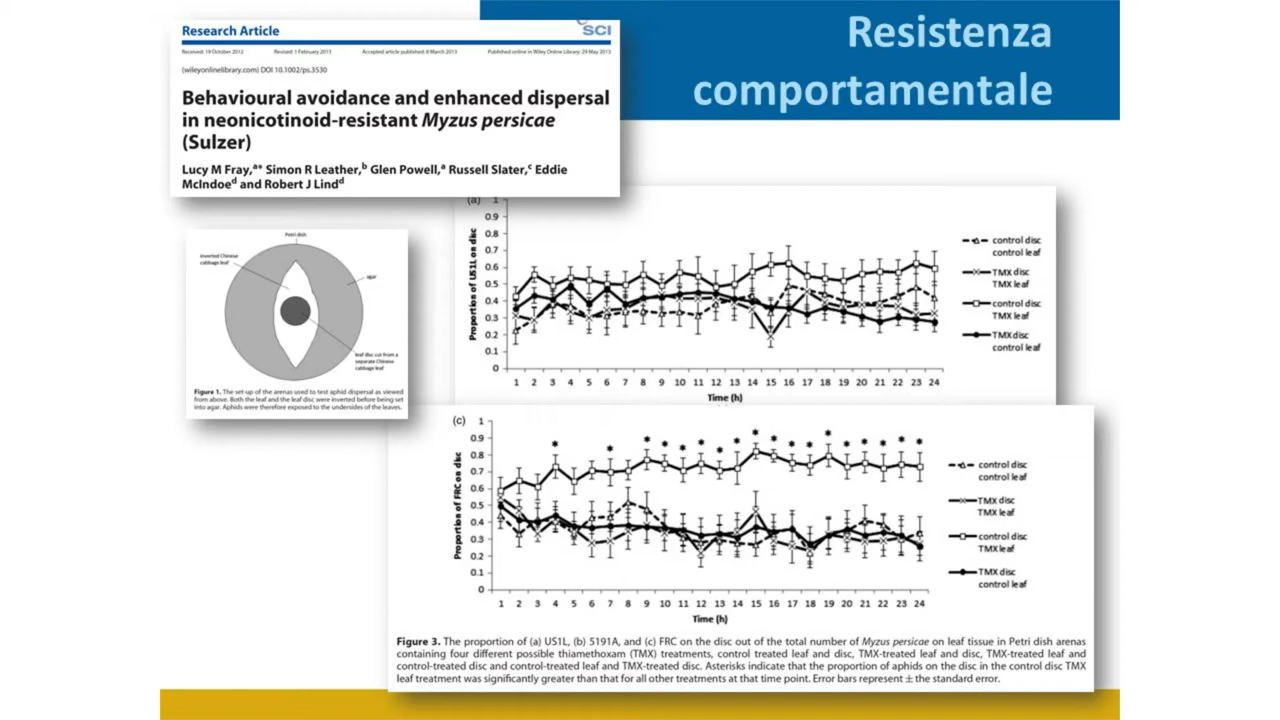 Resistenza
comportamentale
Research Article
SCI
Received: 19 October 2012 Revised: 1 February 2013 Accepted article published: 8 March 2013 Published online in Wiley Online Library: 29 May 2013
(wileyonlinelibrary.com) DOI 10.1002/ps.3530
Behavioural avoidance and enhanced dispersal
in neonicotinoid-resistant Myzus persicae
(Sulzer)
Lucy M Fray,a* Simon R Leather,b Glen Powell,a Russell Slater,c Eddie
McIndoed and Robert J Lindd
Petri dish
inverted Chinese
cabbage leaf
agar
leaf disc cut from a
separate Chinese
cabbage leaf
Figure 1. The set-up of the arenas used to test aphid dispersal as viewed
from above. Both the leaf and the leaf disc were inverted before being set
into agar. Aphids were therefore exposed to the undersides of the leaves.
(a)
Proportion of US1L on disc
1
0.9
0.8
0.7
0.6
0.5
0.4
0.3
0.2
0.1
0
1 2 3 4 5 6 7 8 9 10 11 12 13 14 15 16 17 18 19 20 21 22 23 24
Time (h)
control disc
control leaf
TMX disc
TMX leaf
control disc
TMX leaf
TMX disc
control leaf
(c)
Proportion of FRC on disc
1
0.9
0.8
0.7
0.6
0.5
0.4
0.3
0.2
0.1
0
* * * * * * * * * * * * * * * * * *
1 2 3 4 5 6 7 8 9 10 11 12 13 14 15 16 17 18 19 20 21 22 23 24
Time (h)
control disc
control leaf
TMX disc
TMX leaf
control disc
TMX leaf
TMX disc
control leaf
Figure 3. The proportion of (a) US1L, (b) 5191A, and (c) FRC on the disc out of the total number of Myzus persicae on leaf tissue in Petri dish arenas
containing four different possible thiamethoxam (TMX) treatments, control treated leaf and disc, TMX-treated leaf and disc, TMX-treated leaf and
control-treated disc and control-treated leaf and TMX-treated disc. Asterisks indicate that the proportion of aphids on the disc in the control disc TMX
leaf treatment was significantly greater than that for all other treatments at that time point. Error bars represent ± the standard error.